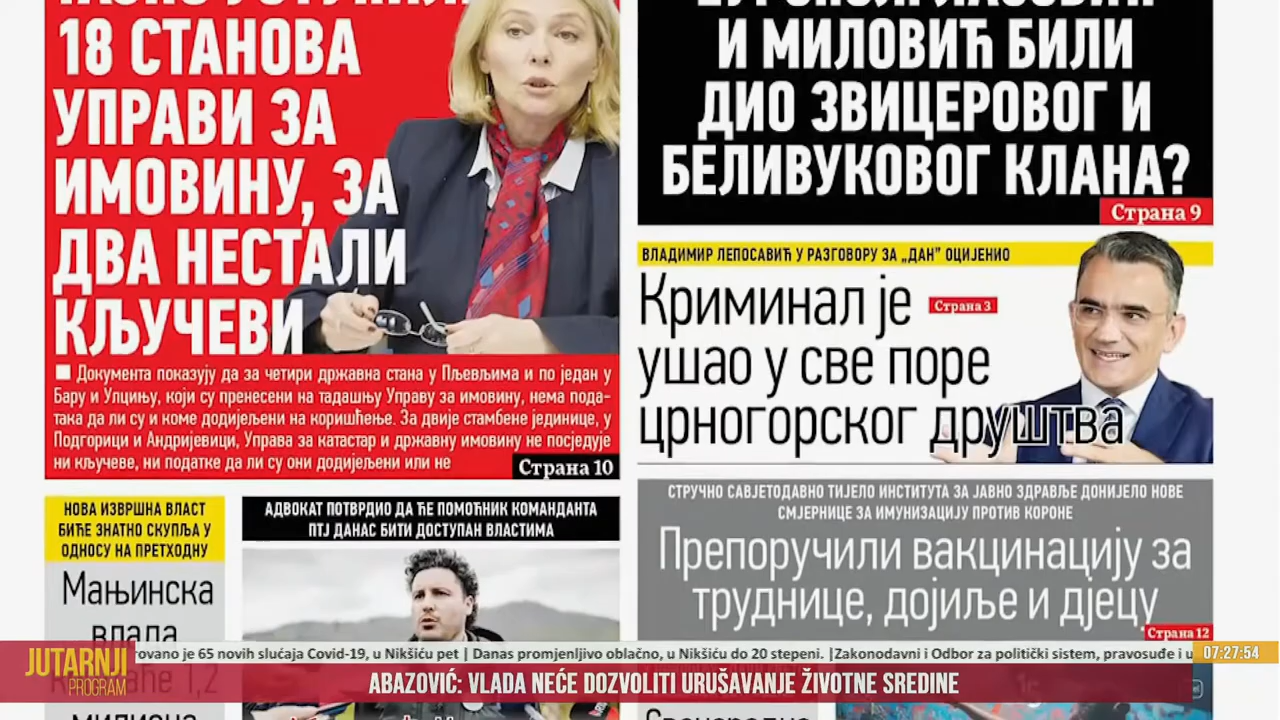 18 СТАНОВА
УПРАВИ ЗА
ИМОВИНУ, ЗА
ДВА НЕСТАЛИ
КЉУЧЕВИ
Документа показују да за четири државна стана у Пљевљима и по један у
Бару и Улцињу, који су пренесени на тадашњу Управу за имовину, нема пода-
така да ли су и коме додијељени на коришћење. За двије стамбене јединице, у
Подгорици и Андријевици, Управа за катастар и државну имовину не посједује
ни кључеве, ни податке да ли су они додијељени или не
Страна 10
И МИЛОВИЋ БИЛИ
ДИО ЗВИЦЕРОВОГ И
БЕЛИВУКОВОГ КЛАНА?
Страна 9
ВЛАДИМИР ЛЕПОСАВИЋ У РАЗГОВОРУ ЗА „ДАН" ОЦИЈЕНИО
Криминал је
Страна 3
ушао у све поре
црногорског друштва
НОВА ИЗВРШНА ВЛАСТ
БИЋЕ ЗНАТНО СКУПЉА У
ОДНОСУ НА ПРЕТХОДНУ
Мањинска
влада
АДВОКАТ ПОТВРДИО ДА ЋЕ ПОМОЋНИК КОМАНДАНТА
ПТЈ ДАНАС БИТИ ДОСТУПАН ВЛАСТИМА
СТРУЧНО САВЈЕТОДАВНО ТИЈЕЛО ИНСТИТУТА ЗА ЈАВНО ЗДРАВЉЕ ДОНИЈЕЛО НОВЕ
СМЈЕРНИЦЕ ЗА ИМУНИЗАЦИЈУ ПРОТИВ КОРОНЕ
Препоручили вакцинацију за
труднице, дојиље и дјецу
Страна 12
rovano je 65 novih slučaja Covid-19, u Nikšiću pet | Danas promjenljivo oblačno, u Nikšiću do 20 stepeni. |Zakonodavni i Odbor za politički sistem, pravosuđe i u
07:27:54
JUTARNJI
PROGRAM
ABAZOVIĆ: VLADA NEĆE DOZVOLITI URUŠAVANJE ŽIVOTNE SREDINE